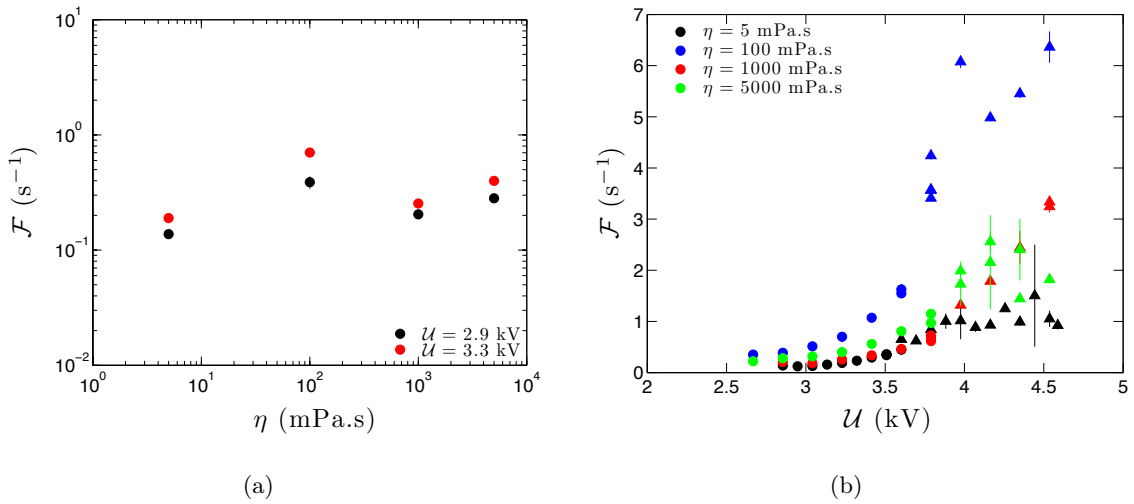 10^1
10^0
10^{-1}
10^{-2}
F (s^{-1})
10^0
10^1
10^2
10^3
10^4
η (mPa.s)
U = 2.9 kV
U = 3.3 kV
(a)
7
6
5
4
3
2
1
0
F (s^{-1})
η = 5 mPa.s
η = 100 mPa.s
η = 1000 mPa.s
η = 5000 mPa.s
2
2.5
3
3.5
4
4.5
5
U (kV)
(b)